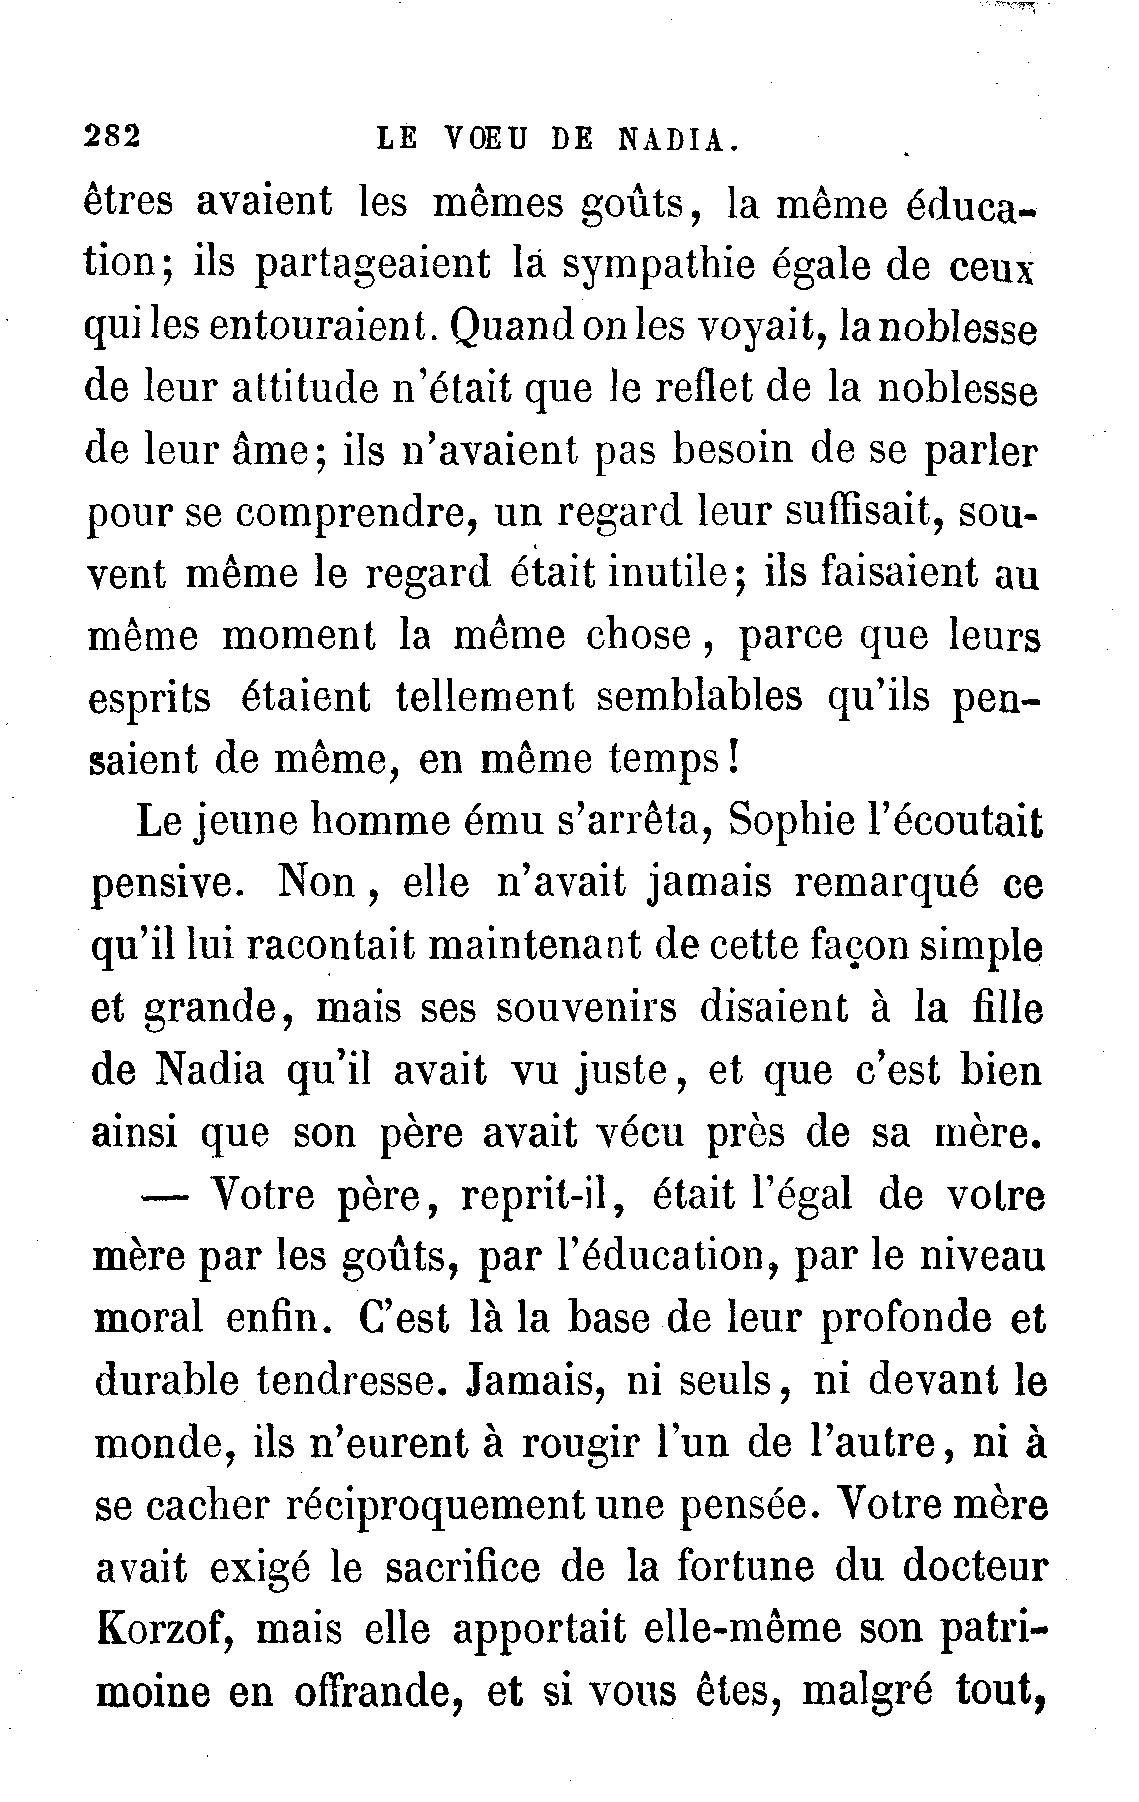 282 LE VŒU DE NADIA.
êtres avaient les mêmes goûts, la même éduca-
tion; ils partageaient la sympathie égale de ceux
qui les entouraient. Quand on les voyait, la noblesse
de leur attitude n'était que le reflet de la noblesse
de leur âme; ils n'avaient pas besoin de se parler
pour se comprendre, un regard leur suffisait, sou-
vent même le regard était inutile; ils faisaient au
même moment la même chose, parce que leurs
esprits étaient tellement semblables qu'ils pen-
saient de même, en même temps!
Le jeune homme ému s'arrêta, Sophie l'écoutait
pensive. Non, elle n'avait jamais remarqué ce
qu'il lui racontait maintenant de cette façon simple
et grande, mais ses souvenirs disaient à la fille
de Nadia qu'il avait vu juste, et que c'est bien
ainsi que son père avait vécu près de sa mère.
— Votre père, reprit-il, était l'égal de votre
mère par les goûts, par l'éducation, par le niveau
moral enfin. C'est là la base de leur profonde et
durable tendresse. Jamais, ni seuls, ni devant le
monde, ils n'eurent à rougir l'un de l'autre, ni à
se cacher réciproquement une pensée. Votre mère
avait exigé le sacrifice de la fortune du docteur
Korzof, mais elle apportait elle-même son patri-
moine en offrande, et si vous êtes, malgré tout,